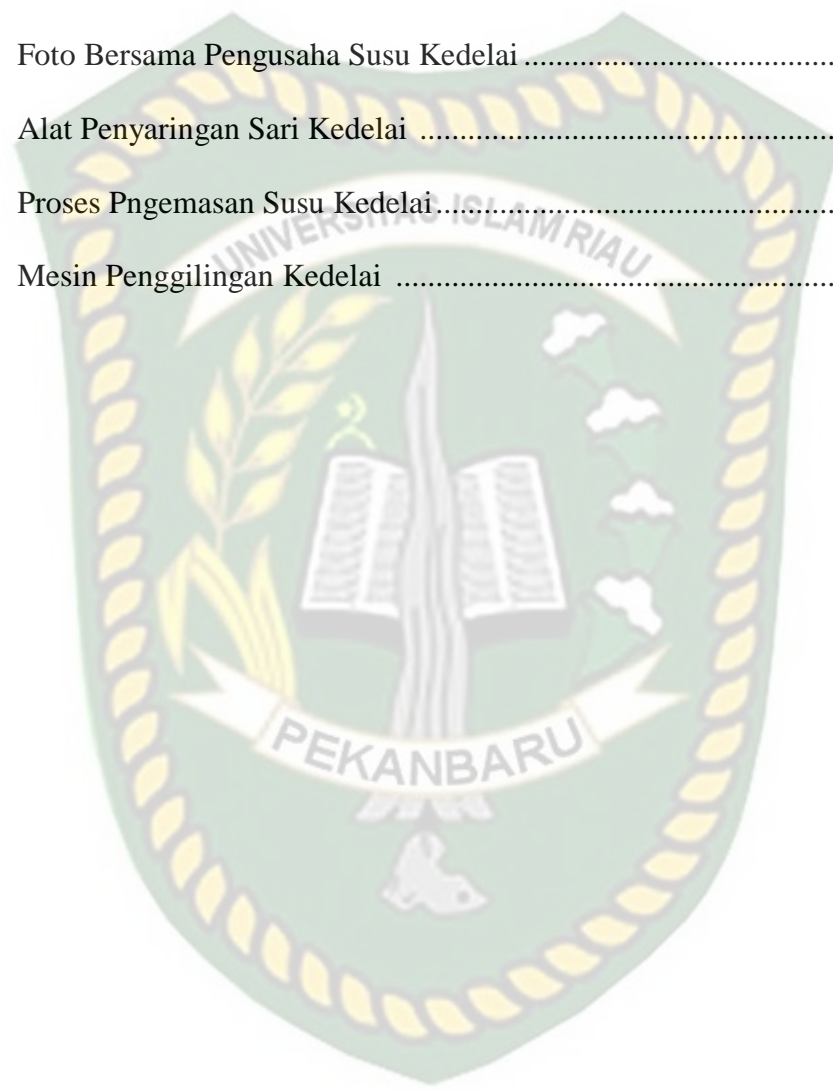 Foto Bersama Pengusaha Susu Kedelai .......................................
Alat Penyaringan Sari Kedelai ....................................................
Proses Pngemasan Susu Kedelai..................................................
Mesin Penggilingan Kedelai .......................................................
UNIVERSITAS ISLAM RIAU
PEKANBARU